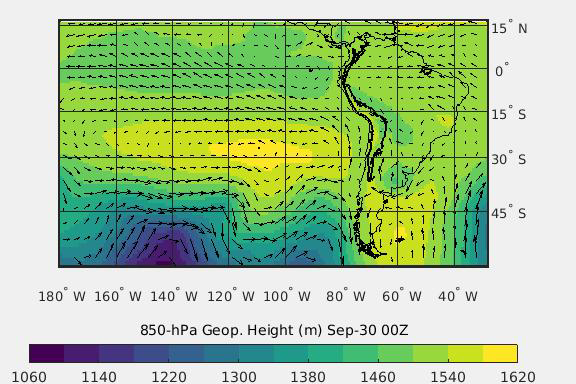 15° N
0°
15° S
30° S
45° S
180° W 160° W 140° W 120° W 100° W 80° W 60° W 40° W
850-hPa Geop. Height (m) Sep-30 00Z
1060 1140 1220 1300 1380 1460 1540 1620